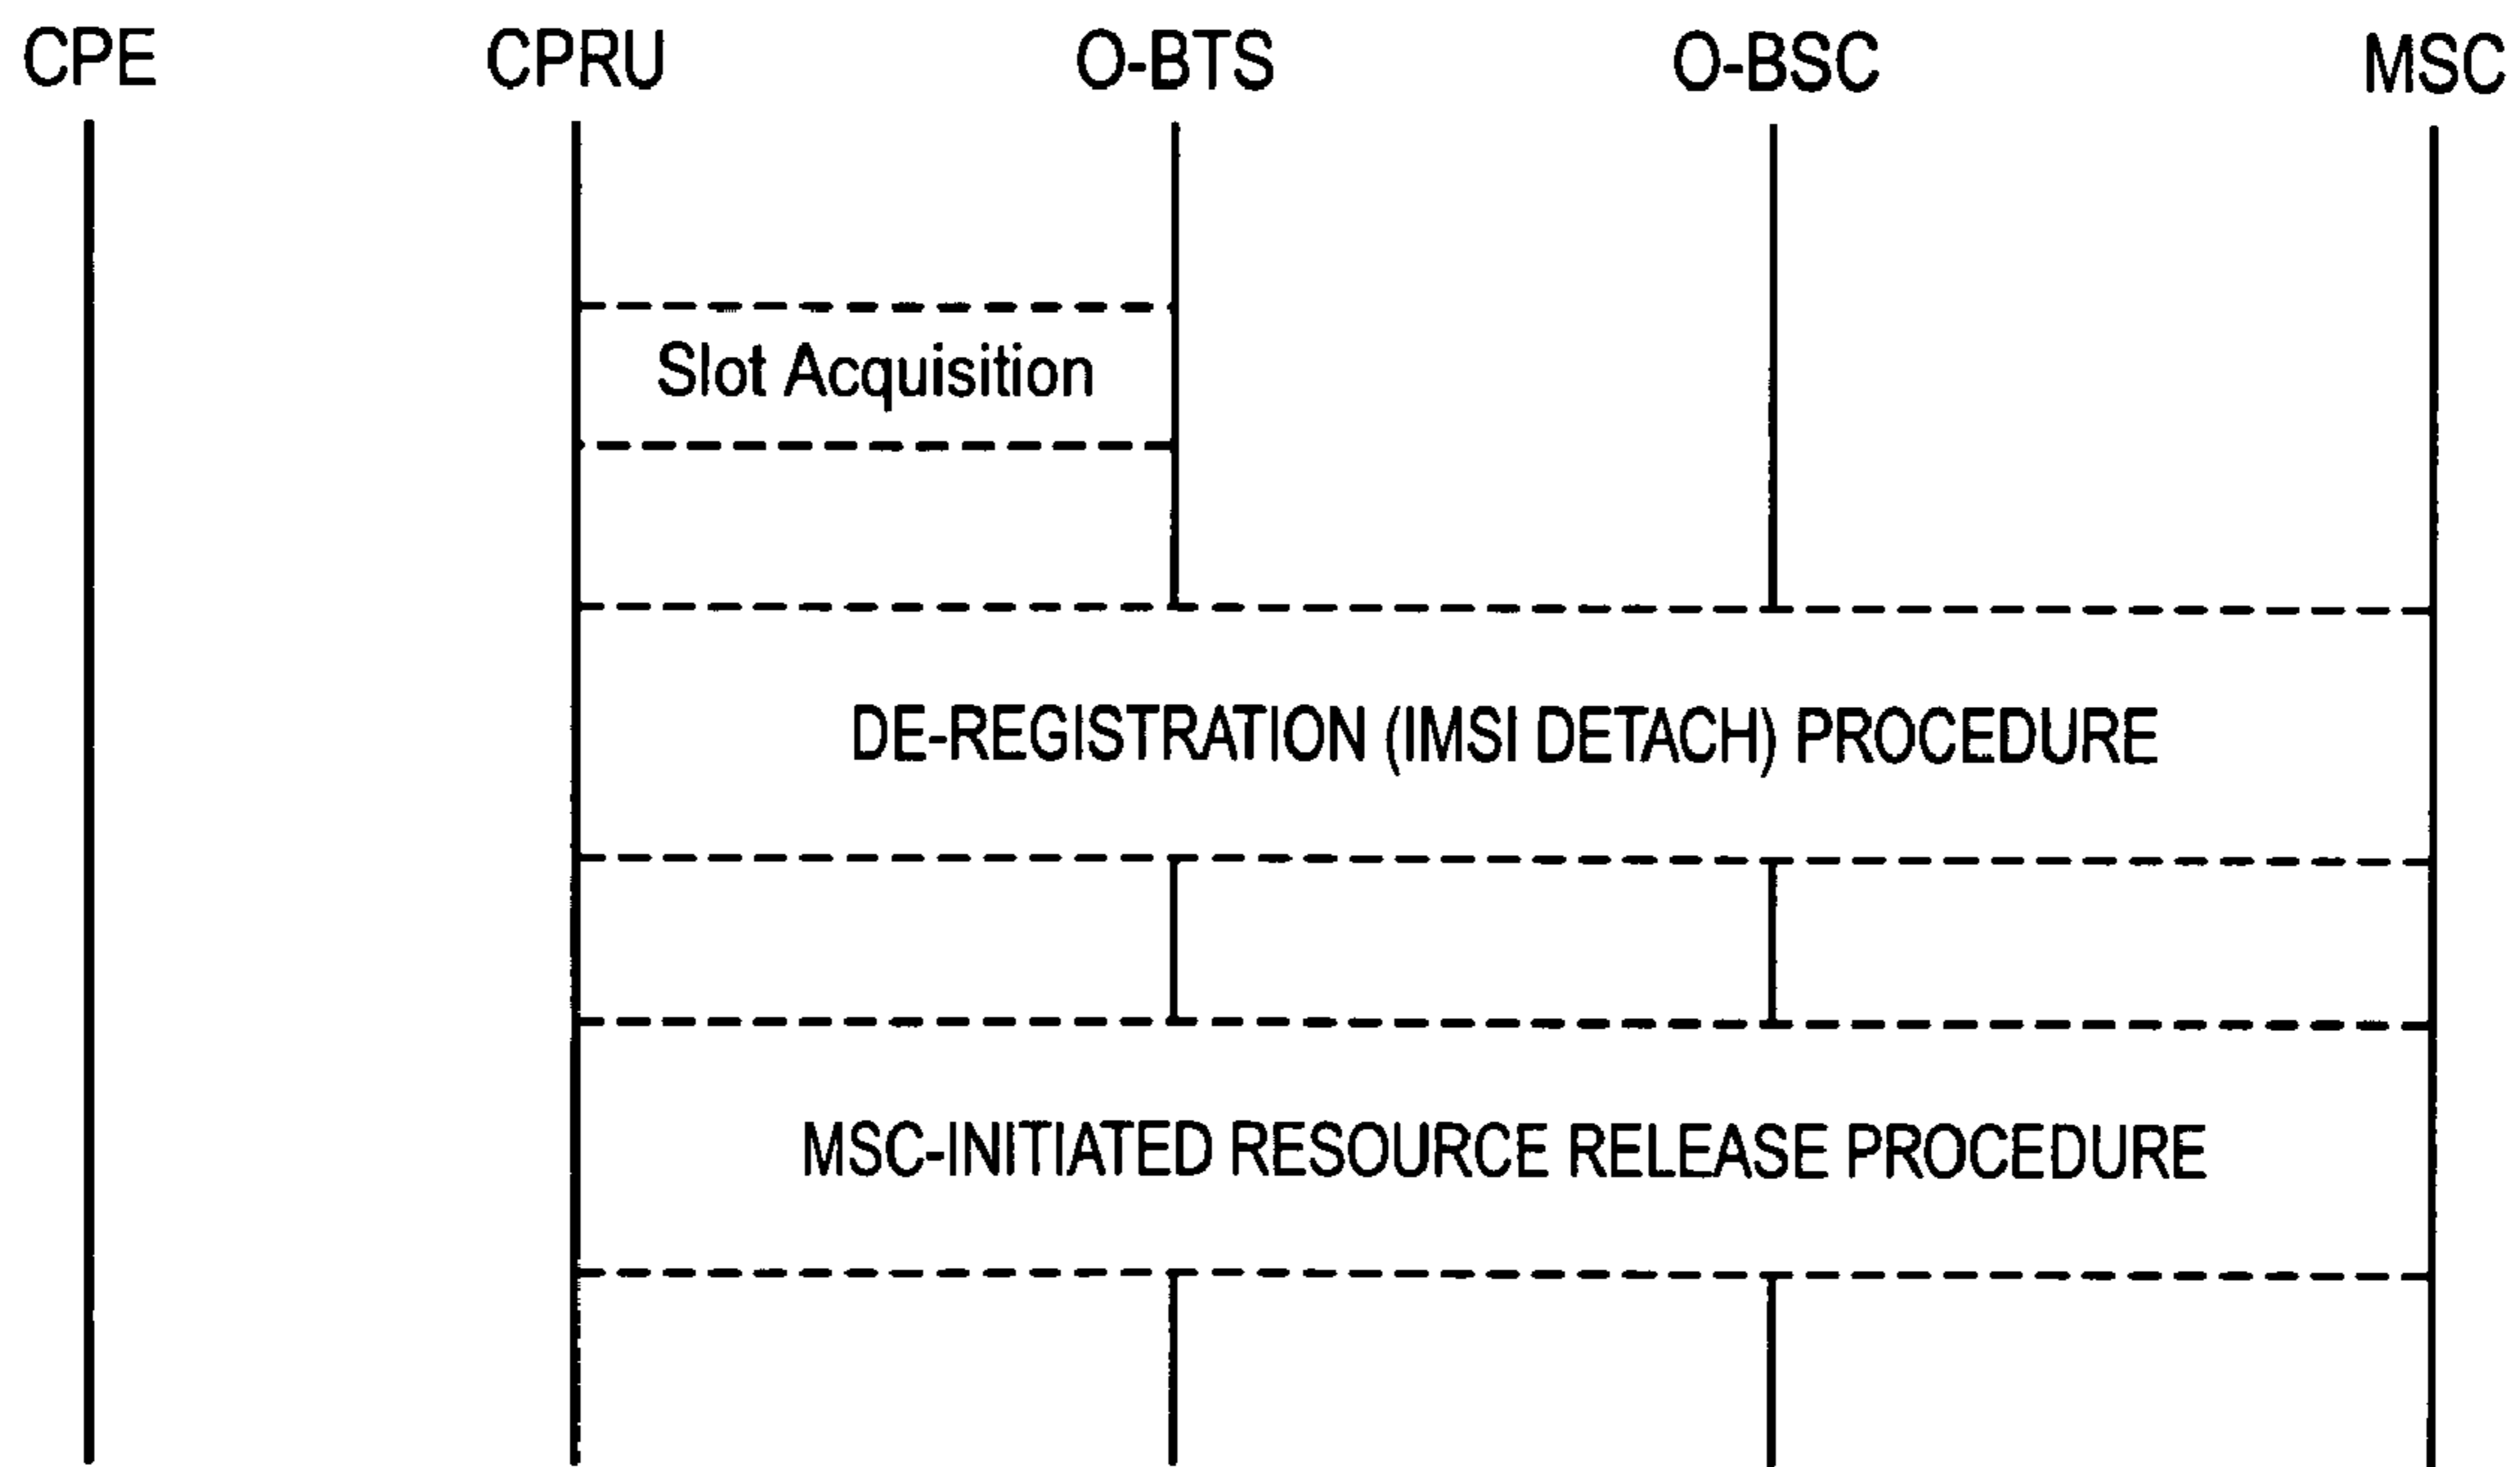 CPE CPRU O-BTS O-BSC MSC
Slot Acquisition
DE-REGISTRATION (IMSI DETACH) PROCEDURE
MSC-INITIATED RESOURCE RELEASE PROCEDURE